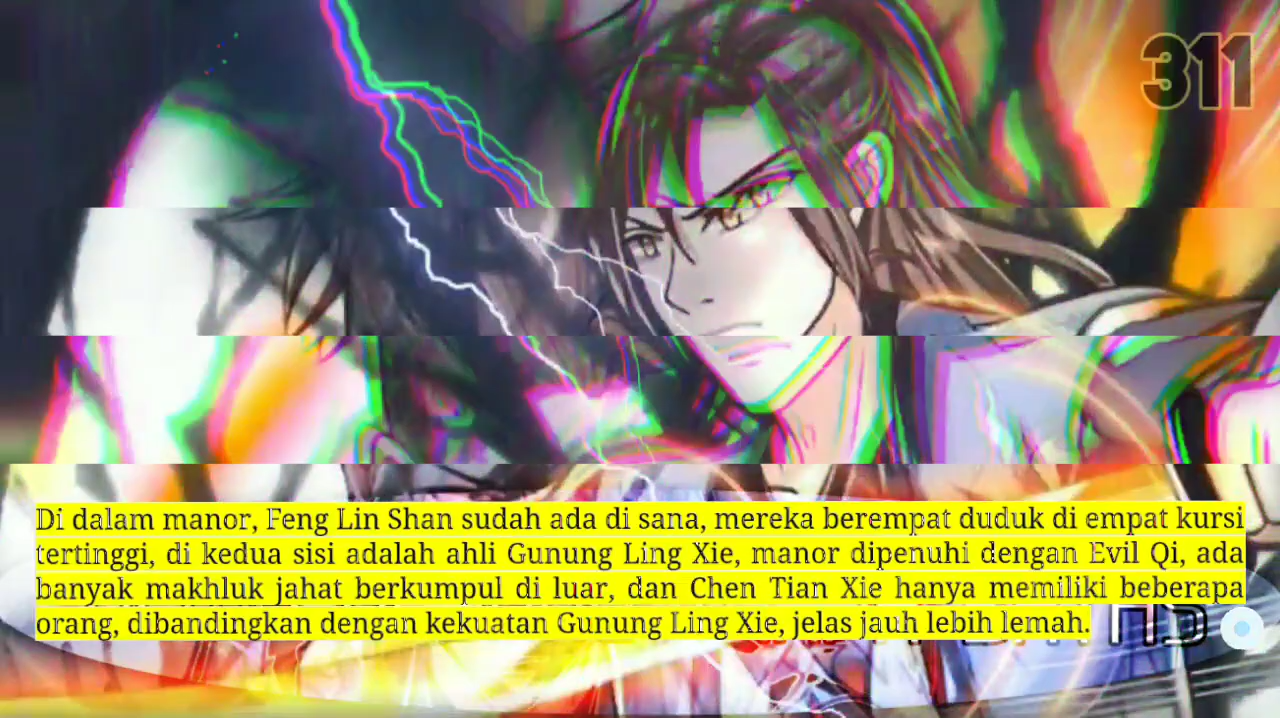 311
Di dalam manor, Feng Lin Shan sudah ada di sana, mereka berempat duduk di empat kursi
tertinggi, di kedua sisi adalah ahli Gunung Ling Xie, manor dipenuhi dengan Evil Qi, ada
banyak makhluk jahat berkumpul di luar, dan Chen Tian Xie hanya memiliki beberapa
orang, dibandingkan dengan kekuatan Gunung Ling Xie, jelas jauh lebih lemah.